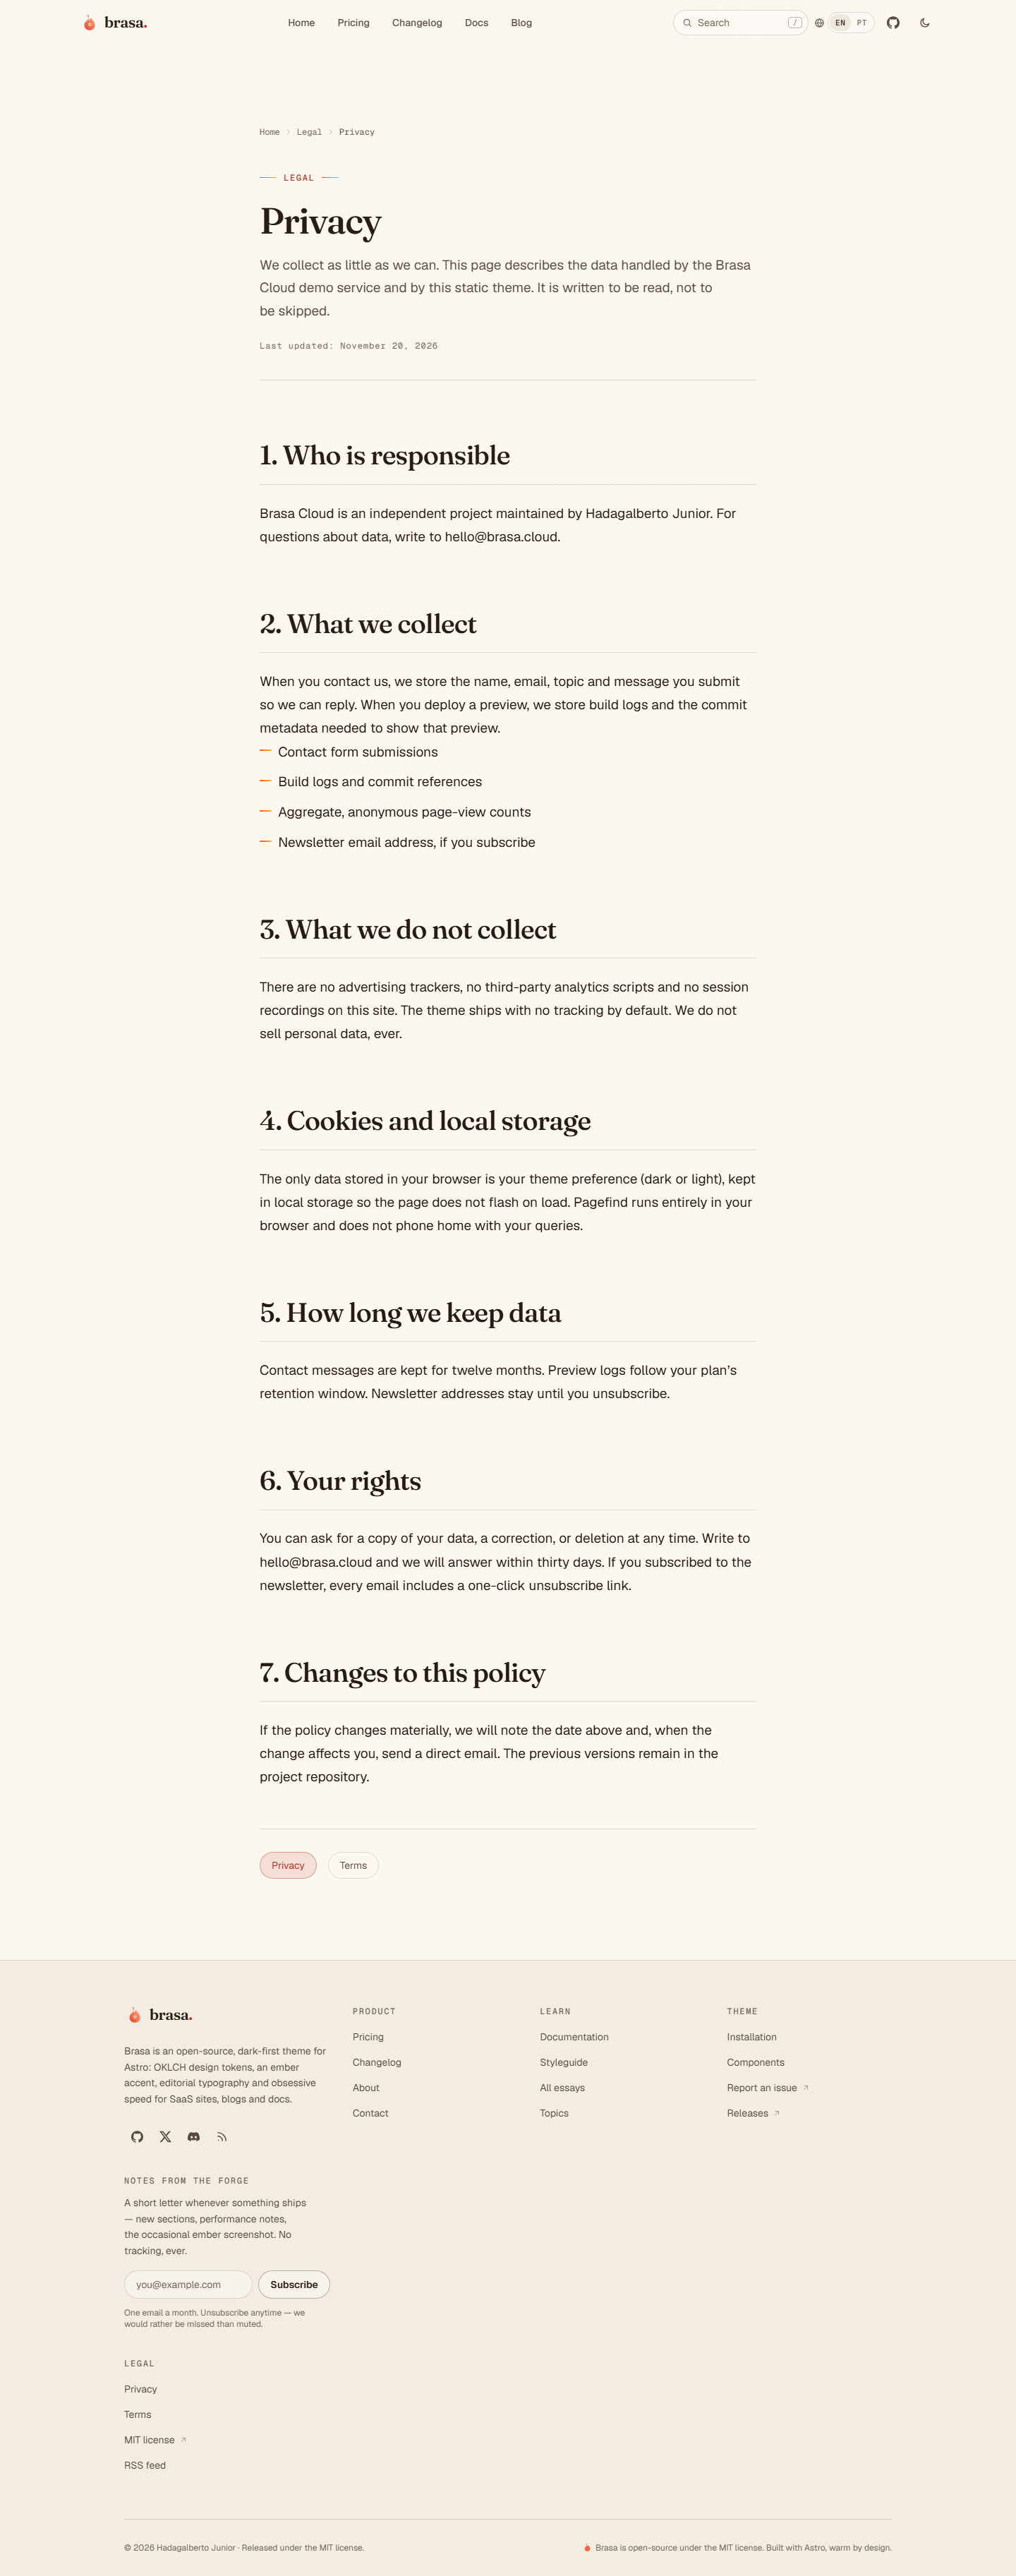 brasa.
Home
Pricing
Changelog
Docs
Blog
Search
/
EN
PT
Home
Legal
Privacy
LEGAL
Privacy
We collect as little as we can. This page describes the data handled by the Brasa
Cloud demo service and by this static theme. It is written to be read, not to
be skipped.
Last updated: November 20, 2026
1. Who is responsible
Brasa Cloud is an independent project maintained by Hadagalberto Junior. For
questions about data, write to hello@brasa.cloud.
2. What we collect
When you contact us, we store the name, email, topic and message you submit
so we can reply. When you deploy a preview, we store build logs and the commit
metadata needed to show that preview.
Contact form submissions
Build logs and commit references
Aggregate, anonymous page-view counts
Newsletter email address, if you subscribe
3. What we do not collect
There are no advertising trackers, no third-party analytics scripts and no session
recordings on this site. The theme ships with no tracking by default. We do not
sell personal data, ever.
4. Cookies and local storage
The only data stored in your browser is your theme preference (dark or light), kept
in local storage so the page does not flash on load. Pagefind runs entirely in your
browser and does not phone home with your queries.
5. How long we keep data
Contact messages are kept for twelve months. Preview logs follow your plan's
retention window. Newsletter addresses stay until you unsubscribe.
6. Your rights
You can ask for a copy of your data, a correction, or deletion at any time. Write to
hello@brasa.cloud and we will answer within thirty days. If you subscribed to the
newsletter, every email includes a one-click unsubscribe link.
7. Changes to this policy
If the policy changes materially, we will note the date above and, when the
change affects you, send a direct email. The previous versions remain in the
project repository.
Privacy
Terms
brasa.
Brasa is an open-source, dark-first theme for
Astro: OKLCH design tokens, an ember
accent, editorial typography and obsessive
speed for SaaS sites, blogs and docs.
NOTES FROM THE FORGE
A short letter whenever something ships
— new sections, performance notes,
the occasional ember screenshot. No
tracking, ever.
you@example.com
Subscribe
One email a month. Unsubscribe anytime — we
would rather be missed than muted.
PRODUCT
Pricing
Changelog
About
Contact
LEARN
Documentation
Styleguide
All essays
Topics
THEME
Installation
Components
Report an issue
Releases
LEGAL
Privacy
Terms
MIT license
RSS feed
© 2026 Hadagalberto Junior · Released under the MIT license.
Brasa is open-source under the MIT license. Built with Astro, warm by design.